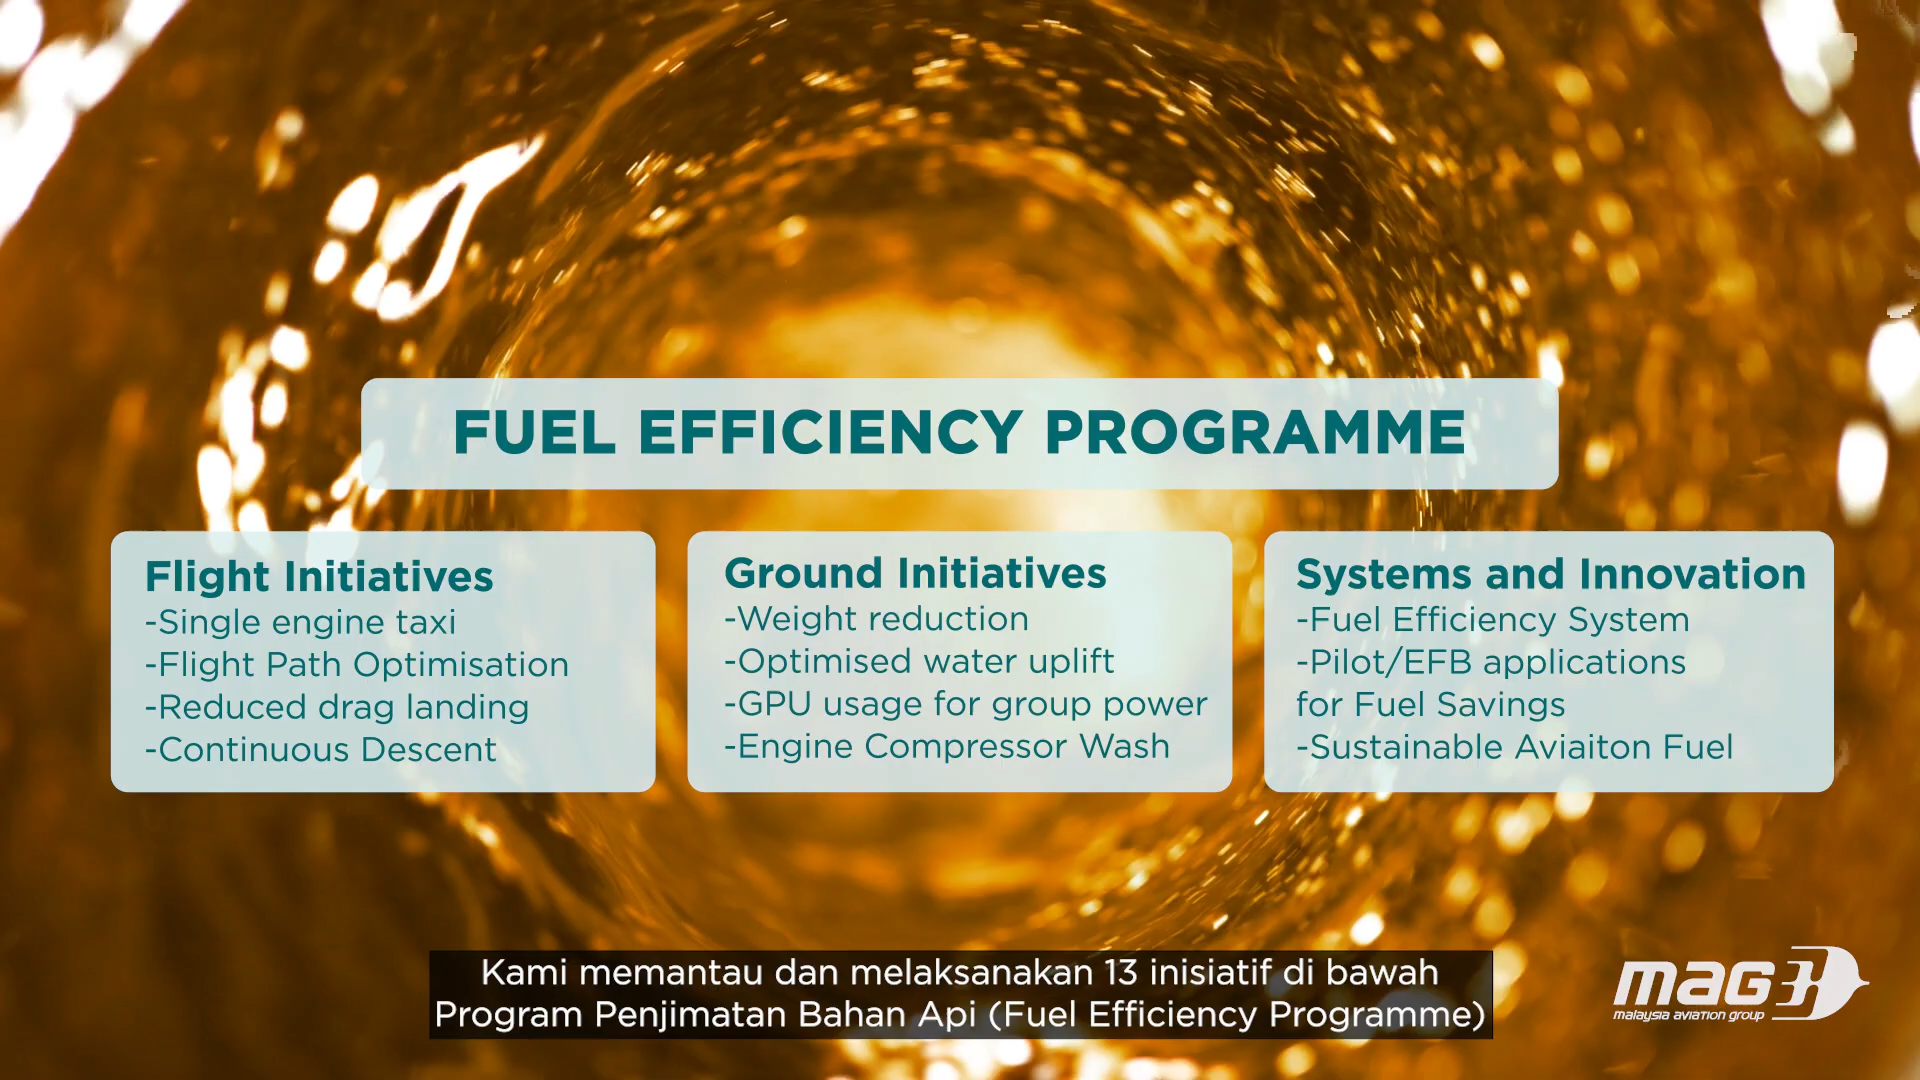 FUEL EFFICIENCY PROGRAMME
Flight Initiatives
-Single engine taxi
-Flight Path Optimisation
-Reduced drag landing
-Continuous Descent
Ground Initiatives
-Weight reduction
-Optimised water uplift
-GPU usage for group power
-Engine Compressor Wash
Systems and Innovation
-Fuel Efficiency System
-Pilot/EFB applications
for Fuel Savings
-Sustainable Aviaiton Fuel
Kami memantau dan melaksanakan 13 inisiatif di bawah
Program Penjimatan Bahan Api (Fuel Efficiency Programme)
mag
malaysia aviation group